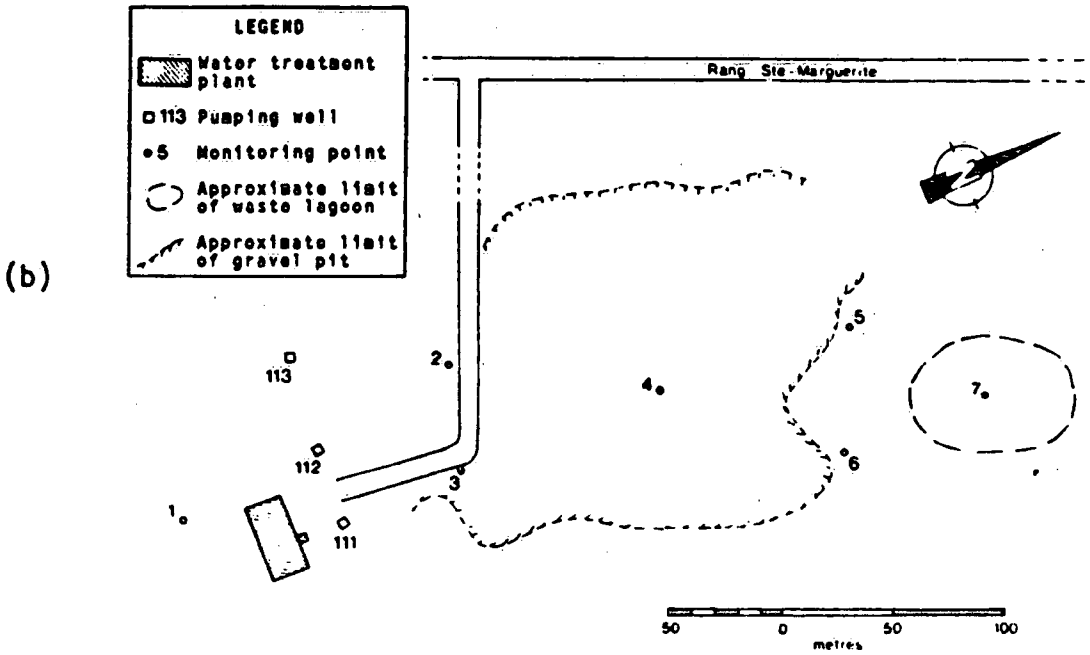 LEGEND
Water treatment
plant
113 Pumping well
5 Monitoring point
Approximate limit
of waste lagoon
Approximate limit
of gravel pit
Rang Ste-Marguerite
(b)
5
2
113
4
7
112
6
3
1
111
50 0 50 100
metres